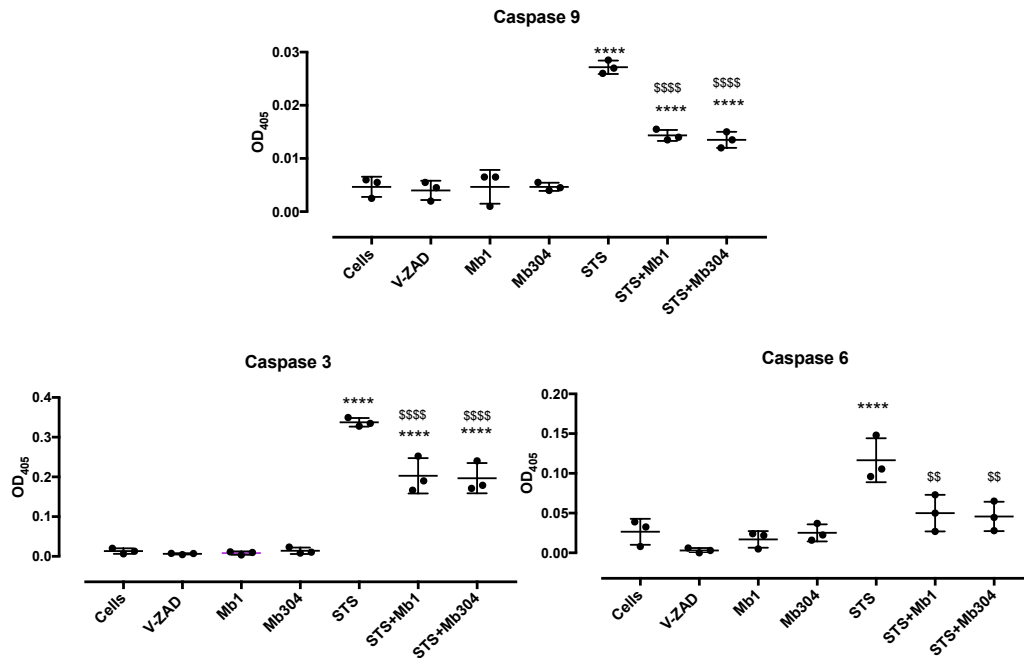 Caspase 9
0.03
0.02
0.01
0.00
OD405
****
$$$$
****
$$$$
****
Cells
V-ZAD
Mb1
Mb304
STS
STS+Mb1
STS+Mb304
Caspase 3
0.4
0.3
0.2
0.1
0.0
OD405
****
$$$$
****
$$$$
****
Cells
V-ZAD
Mb1
Mb304
STS
STS+Mb1
STS+Mb304
Caspase 6
0.20
0.15
0.10
0.05
0.00
OD405
****
$$
$$
Cells
V-ZAD
Mb1
Mb304
STS
STS+Mb1
STS+Mb304